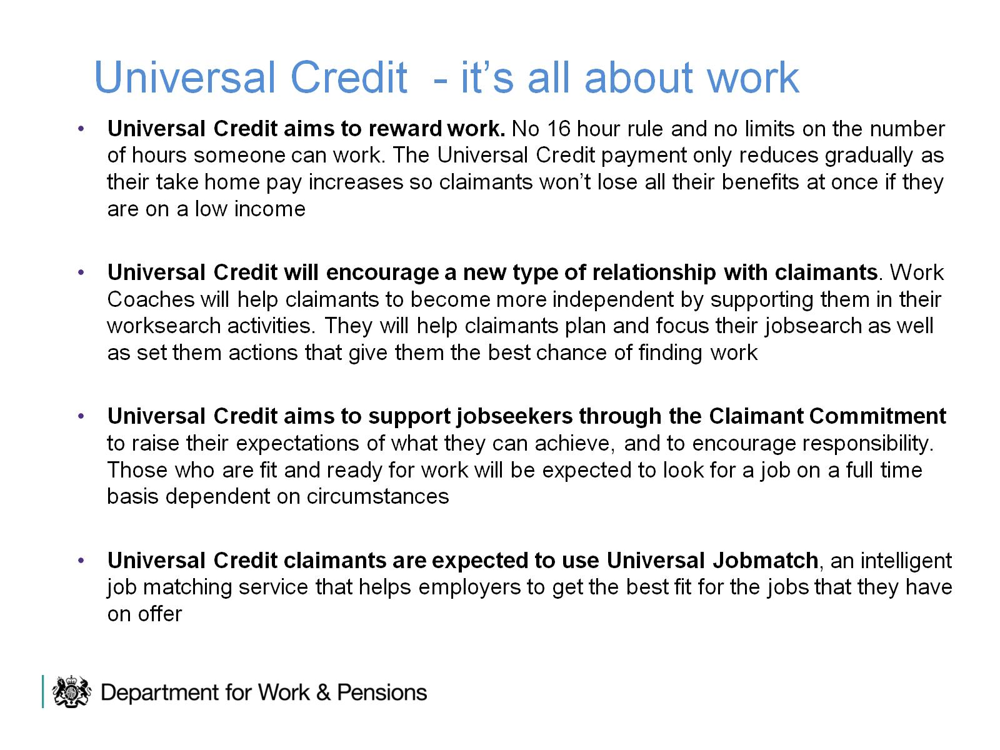 Universal Credit  - it’s all about work
• Universal Credit aims to reward work. No 16 hour rule and no limits on the number
of hours someone can work. The Universal Credit payment only reduces gradually as
their take home pay increases so claimants won’t lose all their benefits at once if they
are on a low income
• Universal Credit will encourage a new type of relationship with claimants. Work
Coaches will help claimants to become more independent by supporting them in their
worksearch activities.  They will help claimants plan and focus their jobsearch as well
as set them actions that give them the best chance of finding work
• Universal Credit aims to support jobseekers through the Claimant Commitment
to raise their expectations of what they can achieve, and to encourage responsibility.
Those who are fit and ready for work will be expected to look for a job on a full time
basis dependent on circumstances
• Universal Credit claimants are expected to use Universal Jobmatch, an intelligent
job matching service that helps employers to get the best fit for the jobs that they have
on offer
Department for Work & Pensions